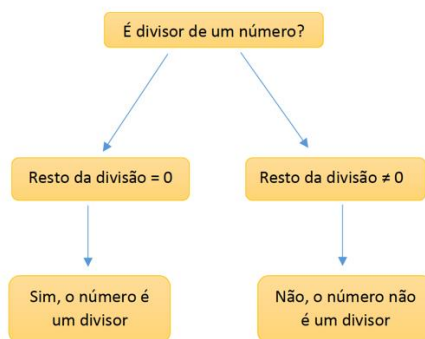 É divisor de um número?
Resto da divisão = 0
Resto da divisão ≠ 0
Sim, o número é
um divisor
Não, o número não
é um divisor